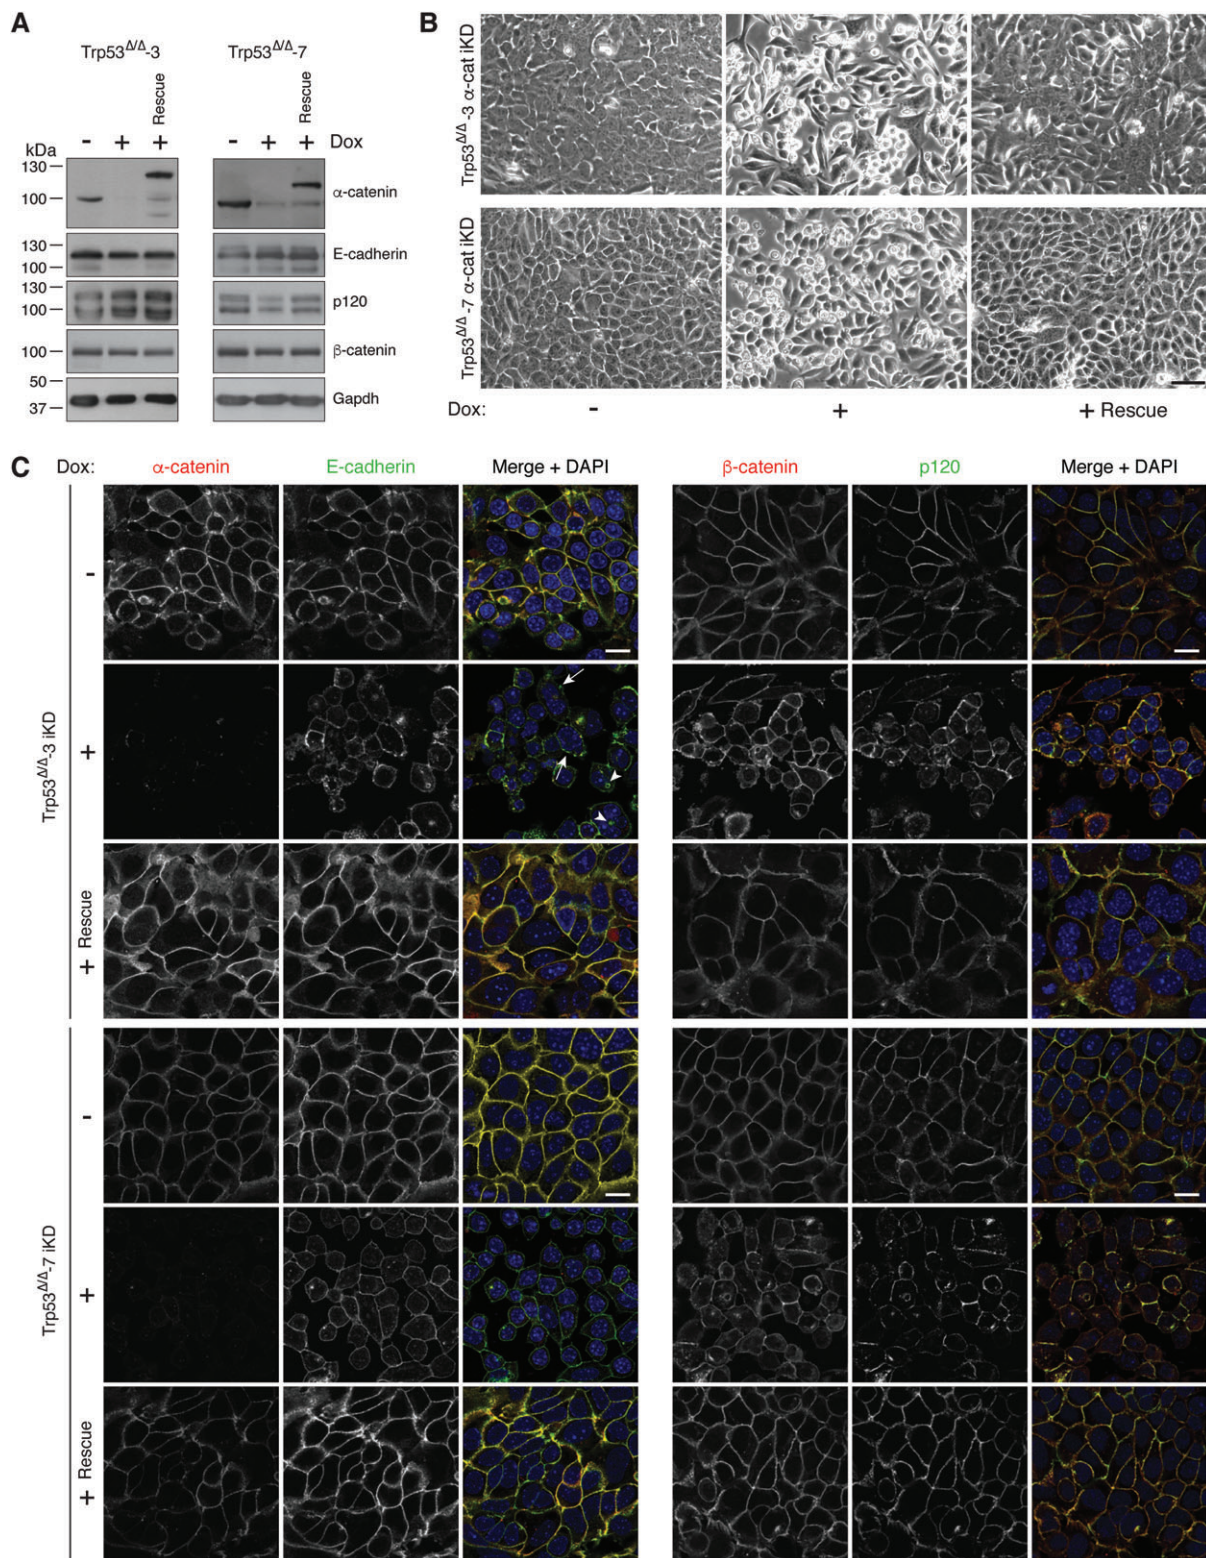 A
Trp53Δ/Δ-3
Trp53Δ/Δ-7
Rescue
Rescue
- + +
- + + Dox
kDa
130
100
α-catenin
130
100
E-cadherin
130
100
p120
100
β-catenin
50
37
Gapdh
B
Trp53Δ/Δ-3 α-cat iKD
Trp53Δ/Δ-7 α-cat iKD
Dox: - + + Rescue
C
Dox: α-catenin E-cadherin Merge + DAPI β-catenin p120 Merge + DAPI
Trp53Δ/Δ-3 iKD
-
+
+ Rescue
Trp53Δ/Δ-7 iKD
-
+
+ Rescue